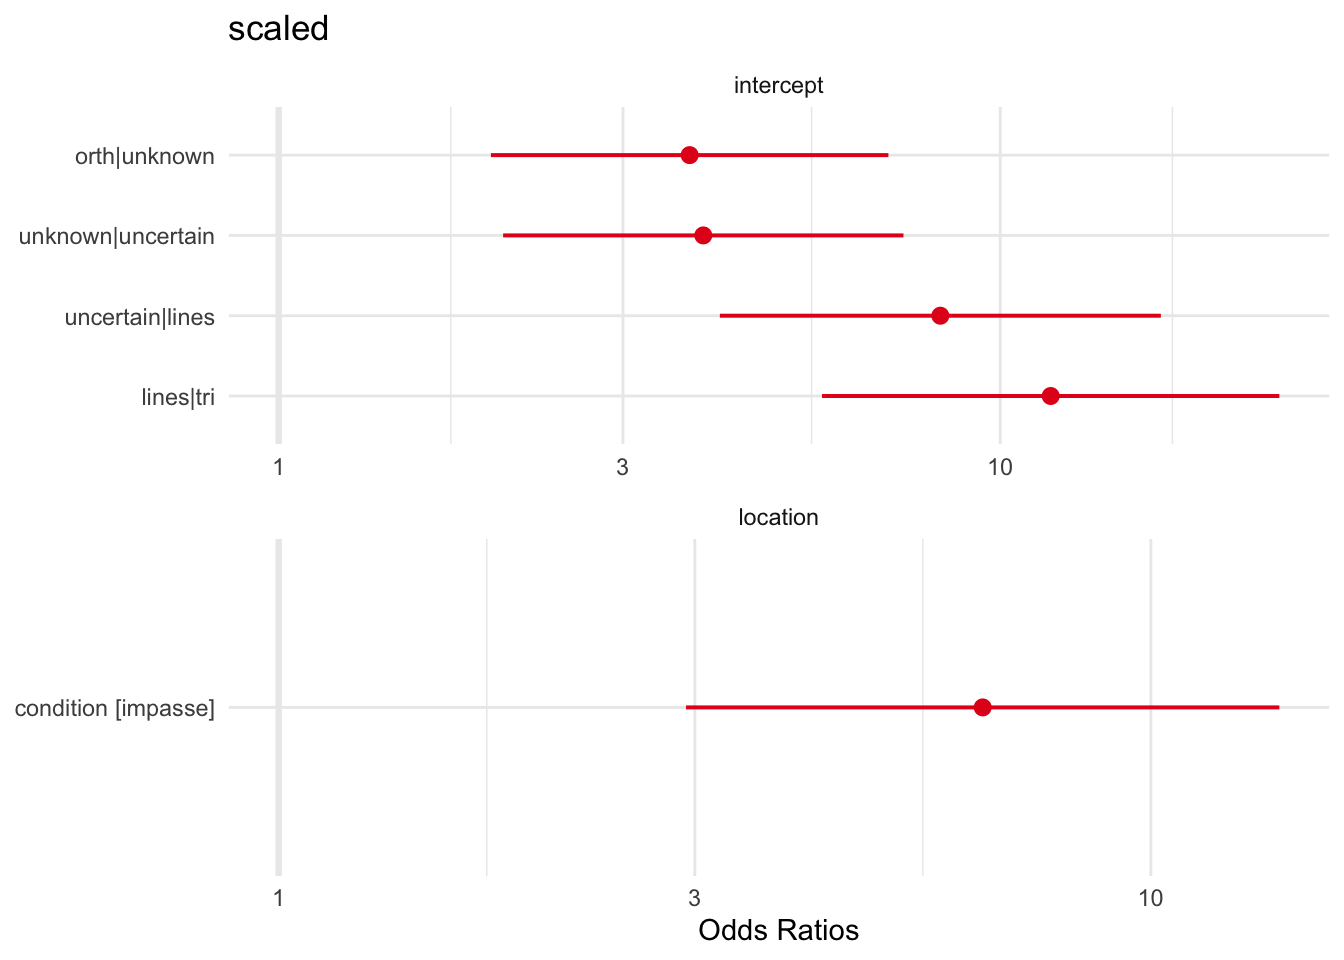 scaled
intercept
orth|unknown
unknown|uncertain
uncertain|lines
lines|tri
1 3 10
location
condition [impasse]
1 3 10
Odds Ratios